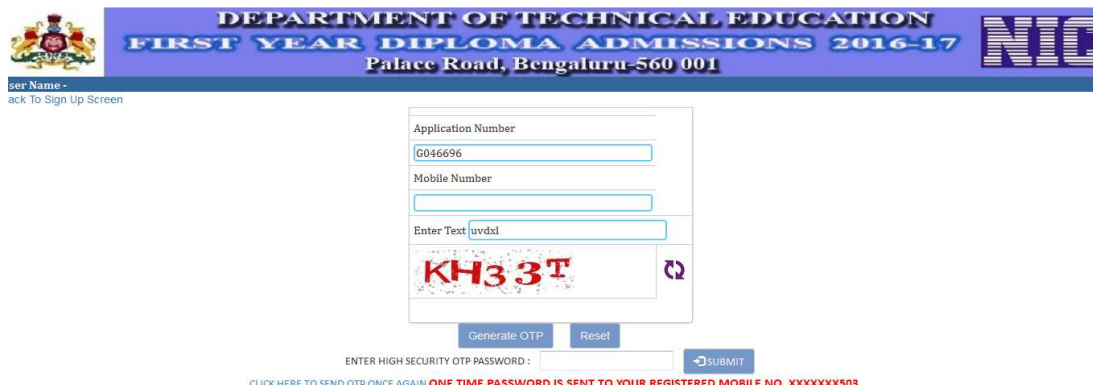 DEPARTMENT OF TECHNICAL EDUCATION
FIRST YEAR DIPLOMA ADMISSIONS 2016-17
Palace Road, Bengaluru-560 001
NIC
ser Name -
ack To Sign Up Screen
Application Number
G046696
Mobile Number
Enter Text uvdxl
KH33T
Generate OTP Reset
ENTER HIGH SECURITY OTP PASSWORD : SUBMIT
CLICK HERE TO SEND OTP ONCE AGAIN ONE TIME PASSWORD IS SENT TO YOUR REGISTERED MOBILE NO. XXXXXXX503